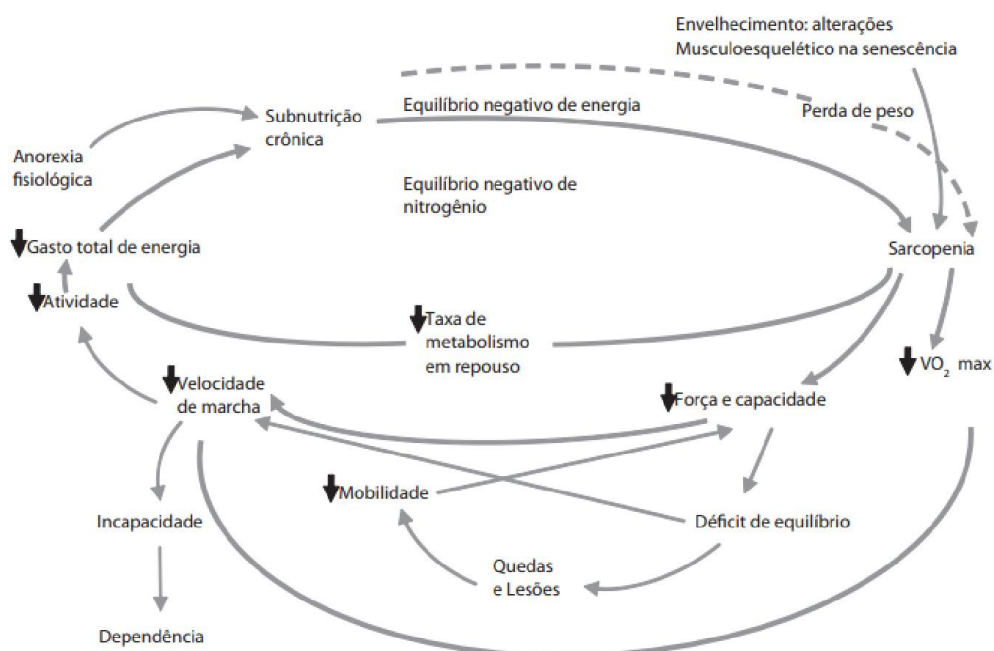 Envelhecimento: alterações
Musculoesquelético na senescência
Equilíbrio negativo de energia
Perda de peso
Subnutrição
crônica
Anorexia
fisiológica
Equilíbrio negativo de
nitrogênio
Gasto total de energia
Sarcopenia
Atividade
Taxa de
metabolismo
em repouso
VO₂ max
Velocidade
de marcha
Força e capacidade
Mobilidade
Incapacidade
Déficit de equilíbrio
Quedas
e Lesões
Dependência